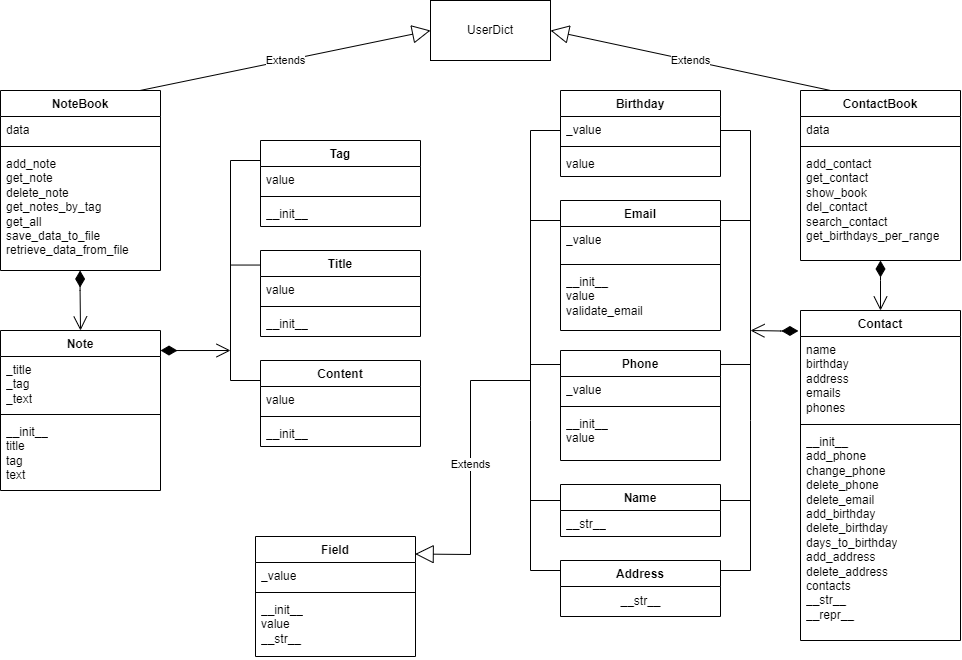 UserDict
Extends
Extends
NoteBook
data
add_note
get_note
delete_note
get_notes_by_tag
get_all
save_data_to_file
retrieve_data_from_file
Note
_title
_tag
_text
__init__
title
tag
text
Tag
value
__init__
Title
value
__init__
Content
value
__init__
Birthday
_value
value
Email
_value
__init__
value
validate_email
Phone
_value
__init__
value
Name
__str__
Address
__str__
Extends
Field
_value
__init__
value
__str__
ContactBook
data
add_contact
get_contact
show_book
del_contact
search_contact
get_birthdays_per_range
Contact
name
birthday
address
emails
phones
__init__
add_phone
change_phone
delete_phone
delete_email
add_birthday
delete_birthday
days_to_birthday
add_address
delete_address
contacts
__str__
__repr__